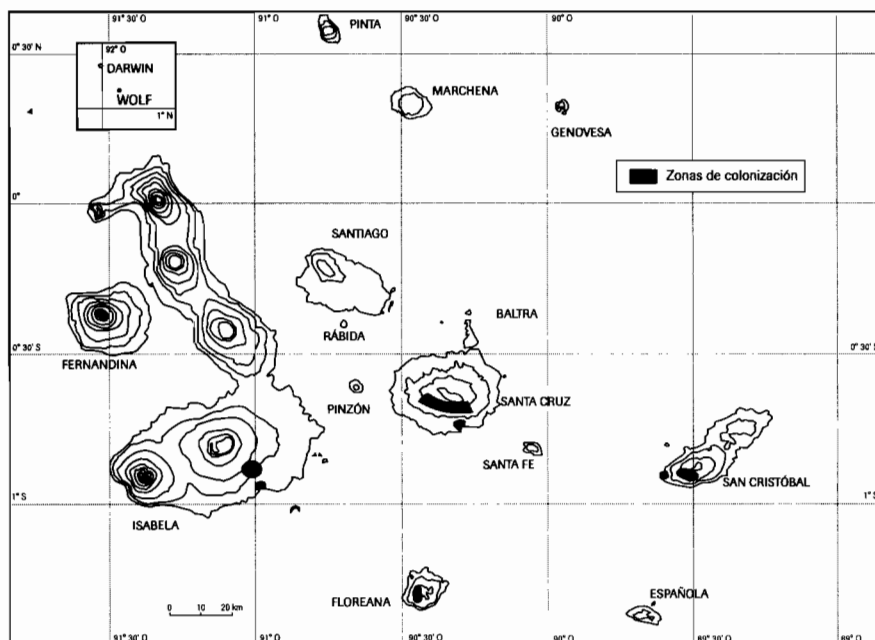 91° 30' O
91° O
90° 30' O
90° O
0° 30' N
92° O
DARWIN
WOLF
1° N
PINTA
MARCHENA
GENOVESA
Zonas de colonización
0°
SANTIAGO
BALTRA
RÁBIDA
FERNANDINA
0° 30' S
0° 30' S
PINZÓN
SANTA CRUZ
SANTA FE
SAN CRISTÓBAL
1° S
1° S
ISABELA
FLOREANA
ESPAÑOLA
0 10 20 km
91° 30' O
91° O
90° 30' O
90° O
89° 30' O
89° O